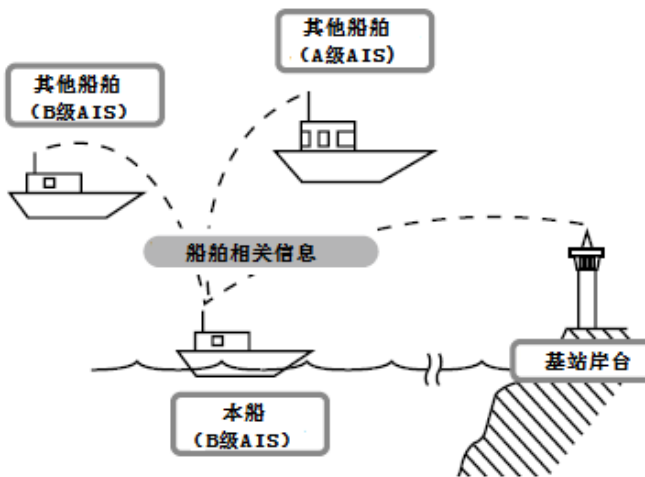 其他船舶
（A级AIS）
其他船舶
（B级AIS）
船舶相关信息
基站岸台
本船
（B级AIS）